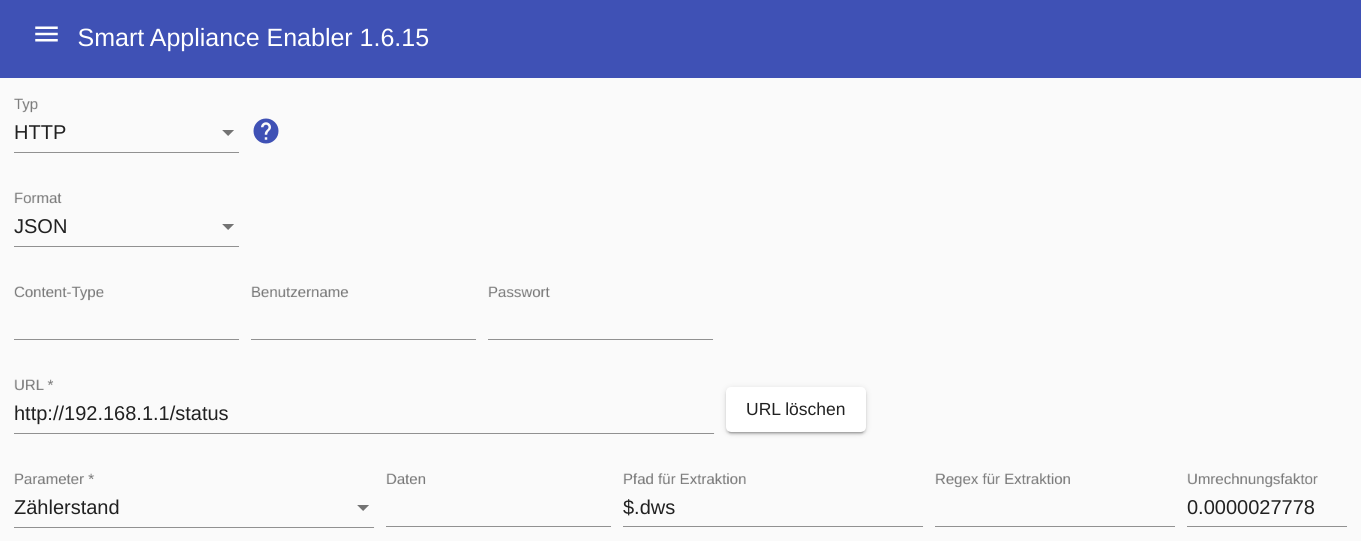 Smart Appliance Enabler 1.6.15
Typ
HTTP
?
Format
JSON
Content-Type Benutzername Passwort
URL *
http://192.168.1.1/status
URL löschen
Parameter * Daten Pfad für Extraktion Regex für Extraktion Umrechnungsfaktor
Zählerstand $.dws 0.0000027778